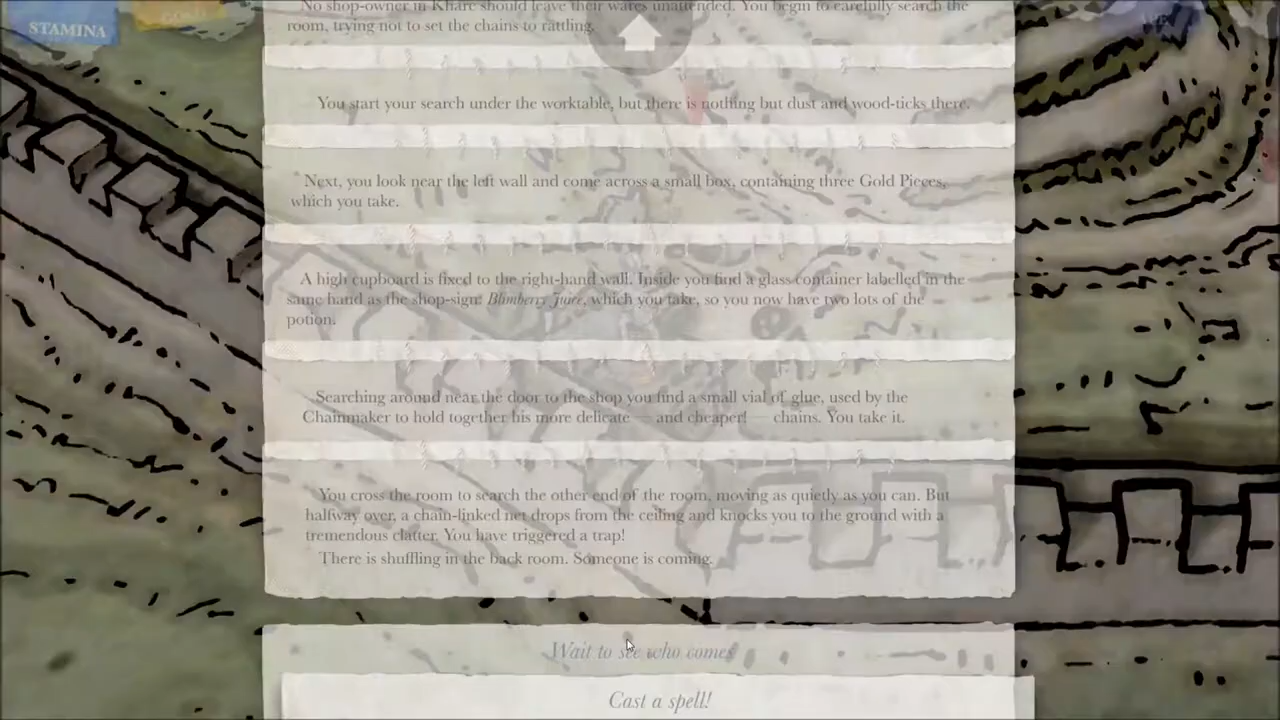 STAMINA
GOLD
No shop-owner in Kharé should leave their wares unattended. You begin to carefully search the
room, trying not to set the chains to rattling.
You start your search under the worktable, but there is nothing but dust and wood-ticks there.
Next, you look near the left wall and come across a small box, containing three Gold Pieces,
which you take.
A high cupboard is fixed to the right-hand wall. Inside you find a glass container labelled in the
same hand as the shop-sign: Blimberry Juice, which you take, so you now have two lots of the
potion.
Searching around near the door to the shop you find a small vial of glue, used by the
Chainmaker to hold together his more delicate — and cheaper! — chains. You take it.
You cross the room to search the other end of the room, moving as quietly as you can. But
halfway over, a chain-linked net drops from the ceiling and knocks you to the ground with a
tremendous clatter. You have triggered a trap!
There is shuffling in the back room. Someone is coming.
Wait to see who comes
Cast a spell!